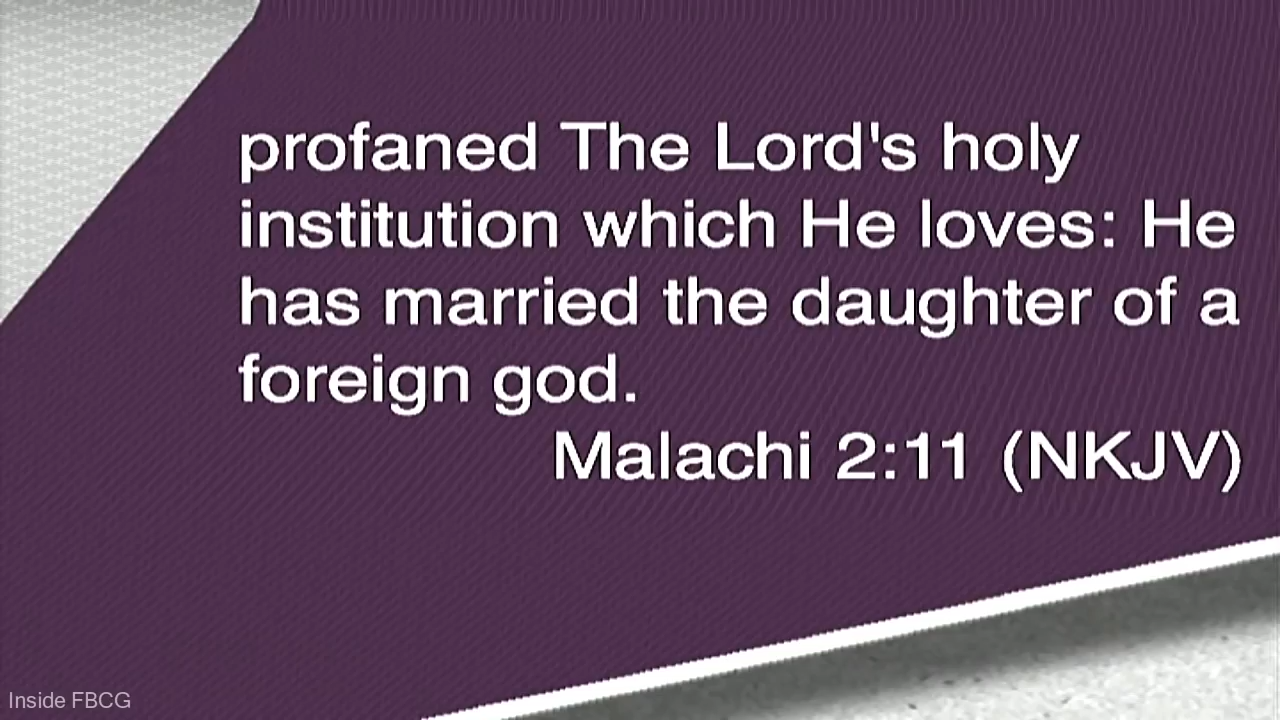 profaned The Lord's holy
institution which He loves: He
has married the daughter of a
foreign god.
Malachi 2:11 (NKJV)
Inside FBCG